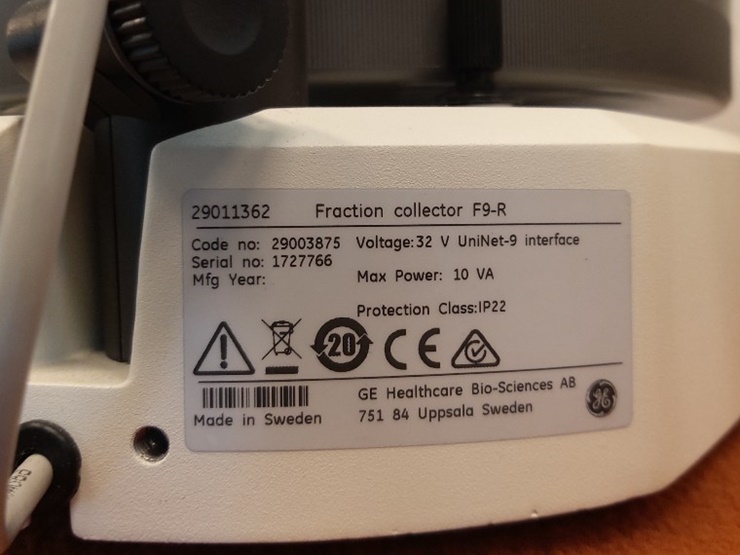 29011362 Fraction collector F9-R
Code no: 29003875 Voltage:32 V UniNet-9 interface
Serial no: 1727766
Mfg Year: Max Power: 10 VA
Protection Class:IP22
20 CE
GE Healthcare Bio-Sciences AB
Made in Sweden 751 84 Uppsala Sweden
GE